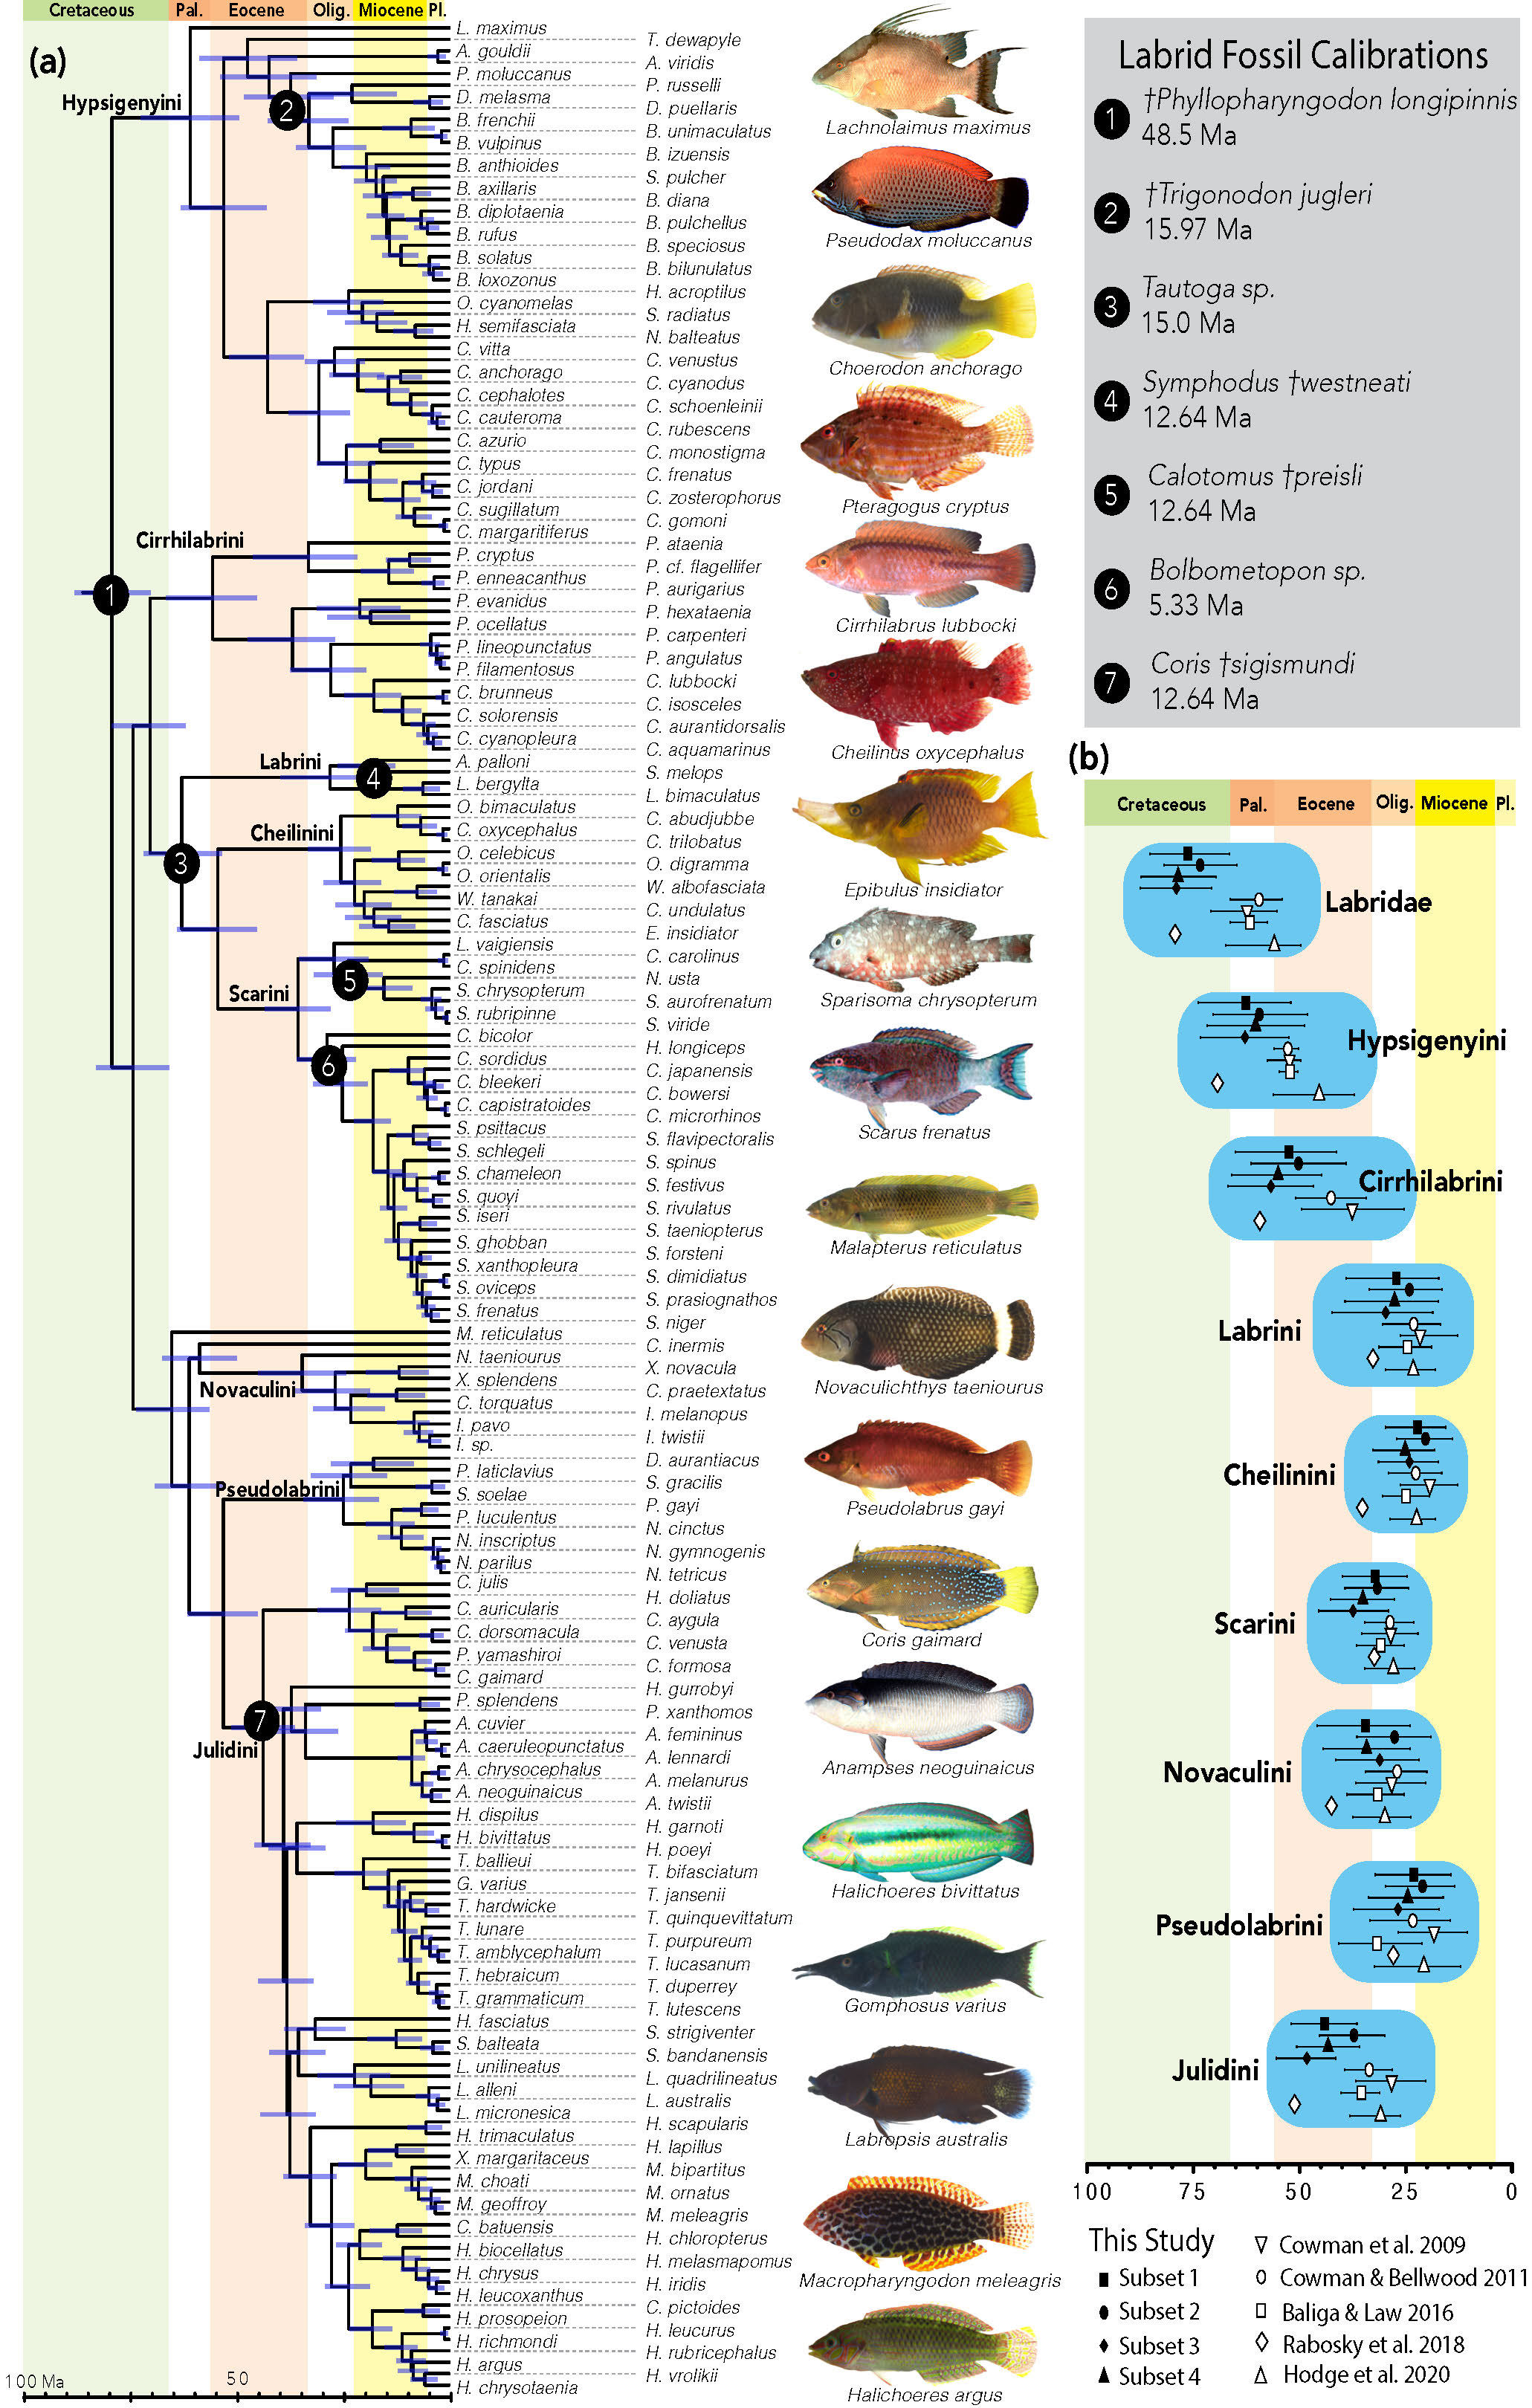 Cretaceous Pal. Eocene Olig. Miocene Pl.
(a)
Hypsigenyini
Cirrhilabrini
Labrini
Cheilinini
Scarini
Novaculini
Pseudolabrini
Julidini
1
2
3
4
5
6
7
L. maximus
T. dewapyle
A. gouldii
A. viridis
P. moluccanus
P. russelli
D. melasma
D. puellaris
B. frenchii
B. unimaculatus
B. vulpinus
B. izuensis
B. anthioides
S. pulcher
B. axillaris
B. diana
B. diplotaenia
B. pulchellus
B. rufus
B. speciosus
B. solatus
B. bilunulatus
B. loxozonus
H. acroptilus
O. cyanomelas
S. radiatus
H. semifasciata
N. balteatus
C. vitta
C. venustus
C. anchorago
C. cyanodus
C. cephalotes
C. schoenleinii
C. cauteroma
C. rubescens
C. azurio
C. monostigma
C. typus
C. frenatus
C. jordani
C. zosterophorus
C. sugillatum
C. gomoni
C. margaritiferus
P. ataenia
P. cryptus
P. cf. flagellifer
P. enneacanthus
P. aurigarius
P. evanidus
P. hexataenia
P. ocellatus
P. carpenteri
P. lineopunctatus
P. angulatus
P. filamentosus
C. lubbocki
C. brunneus
C. isosceles
C. solorensis
C. aurantidorsalis
C. cyanopleura
C. aquamarinus
A. palloni
S. melops
L. bergylta
L. bimaculatus
O. bimaculatus
C. abudjubbe
C. oxycephalus
C. trilobatus
O. celebicus
O. digramma
O. orientalis
W. albofasciata
W. tanakai
C. undulatus
C. fasciatus
E. insidiator
L. vaigiensis
C. carolinus
C. spinidens
N. usta
S. chrysopterum
S. aurofrenatum
S. rubripinne
S. viride
C. bicolor
H. longiceps
C. sordidus
C. japanensis
C. bleekeri
C. bowersi
C. capistratoides
C. microrhinos
S. psittacus
S. flavipectoralis
S. schlegeli
S. spinus
S. chameleon
S. festivus
S. quoyi
S. rivulatus
S. iseri
S. taeniopterus
S. ghobban
S. forsteni
S. xanthopleura
S. dimidiatus
S. oviceps
S. prasiognathos
S. frenatus
S. niger
M. reticulatus
C. inermis
N. taeniourus
X. novacula
X. splendens
C. praetextatus
C. torquatus
I. melanopus
I. pavo
I. twistii
I. sp.
D. aurantiacus
P. laticlavius
S. gracilis
S. soelae
P. gayi
P. luculentus
N. cinctus
N. inscriptus
N. gymnogenis
N. parilus
N. tetricus
C. julis
H. doliatus
C. auricularis
C. aygula
C. dorsomacula
C. venusta
P. yamashiroi
C. formosa
C. gaimard
H. gurrobyi
P. splendens
P. xanthomos
A. cuvier
A. femininus
A. caeruleopunctatus
A. lennardi
A. chrysocephalus
A. melanurus
A. neoguinaicus
A. twistii
H. dispilus
H. garnoti
H. bivittatus
H. poeyi
T. ballieui
T. bifasciatum
G. varius
T. jansenii
T. hardwicke
T. quinquevittatum
T. lunare
T. purpureum
T. amblycephalum
T. lucasanum
T. hebraicum
T. duperrey
T. grammaticum
T. lutescens
H. fasciatus
S. strigiventer
S. balteata
S. bandanensis
L. unilineatus
L. quadrilineatus
L. alleni
L. australis
L. micronesica
H. scapularis
H. trimaculatus
H. lapillus
X. margaritaceus
M. bipartitus
M. choati
M. ornatus
M. geoffroy
M. meleagris
C. batuensis
H. chloropterus
H. biocellatus
H. melasmapomus
H. chrysus
H. iridis
H. leucoxanthus
C. pictoides
H. prosopeion
H. leucurus
H. richmondi
H. rubricephalus
H. argus
H. vrolikii
H. chrysotaenia
100 Ma 50
Lachnolaimus maximus
Pseudodax moluccanus
Choerodon anchorago
Pteragogus cryptus
Cirrhilabrus lubbocki
Cheilinus oxycephalus
Epibulus insidiator
Sparisoma chrysopterum
Scarus frenatus
Malapterus reticulatus
Novaculichthys taeniourus
Pseudolabrus gayi
Coris gaimard
Anampses neoguinaicus
Halichoeres bivittatus
Gomphosus varius
Labropsis australis
Macropharyngodon meleagris
Halichoeres argus
Labrid Fossil Calibrations
1 †Phyllopharyngodon longipinnis
48.5 Ma
2 †Trigonodon jugleri
15.97 Ma
3 Tautoga sp.
15.0 Ma
4 Symphodus †westneati
12.64 Ma
5 Calotomus †preisli
12.64 Ma
6 Bolbometopon sp.
5.33 Ma
7 Coris †sigismundi
12.64 Ma
(b)
Cretaceous Pal. Eocene Olig. Miocene Pl.
Labridae
Hypsigenyini
Cirrhilabrini
Labrini
Cheilinini
Scarini
Novaculini
Pseudolabrini
Julidini
100 75 50 25 0
This Study
Subset 1
Subset 2
Subset 3
Subset 4
Cowman et al. 2009
Cowman & Bellwood 2011
Baliga & Law 2016
Rabosky et al. 2018
Hodge et al. 2020